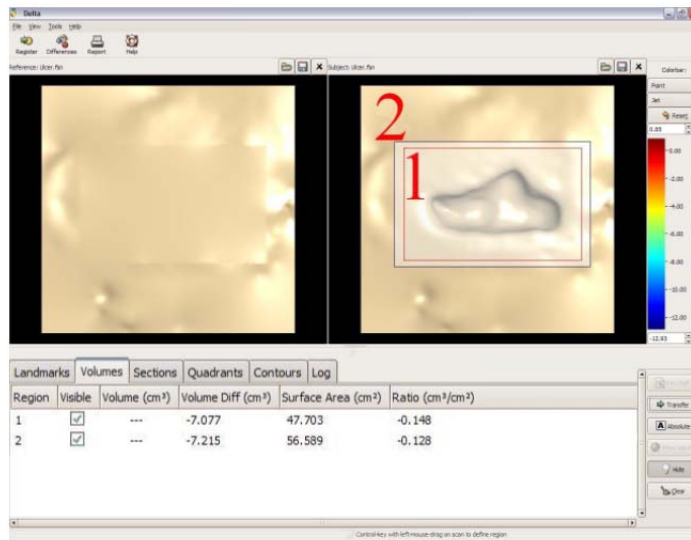 Delta
File View Tools Help
Register Differences Report Help
Reference: Ulcer.fsn
Subject: Ulcer.fsn
Colorbar:
Point
Jet
Reset
0.85
2
1
-0.00
-2.00
-4.00
-6.00
-8.00
-10.00
-12.00
-12.93
Landmarks Volumes Sections Quadrants Contours Log
Region Visible Volume (cm³) Volume Diff (cm³) Surface Area (cm²) Ratio (cm³/cm²)
1 --- -7.077 47.703 -0.148
2 --- -7.215 56.589 -0.128
Transfer
A Absolute
Hide
Clear
Control-key with left-mouse-drag on scan to define region